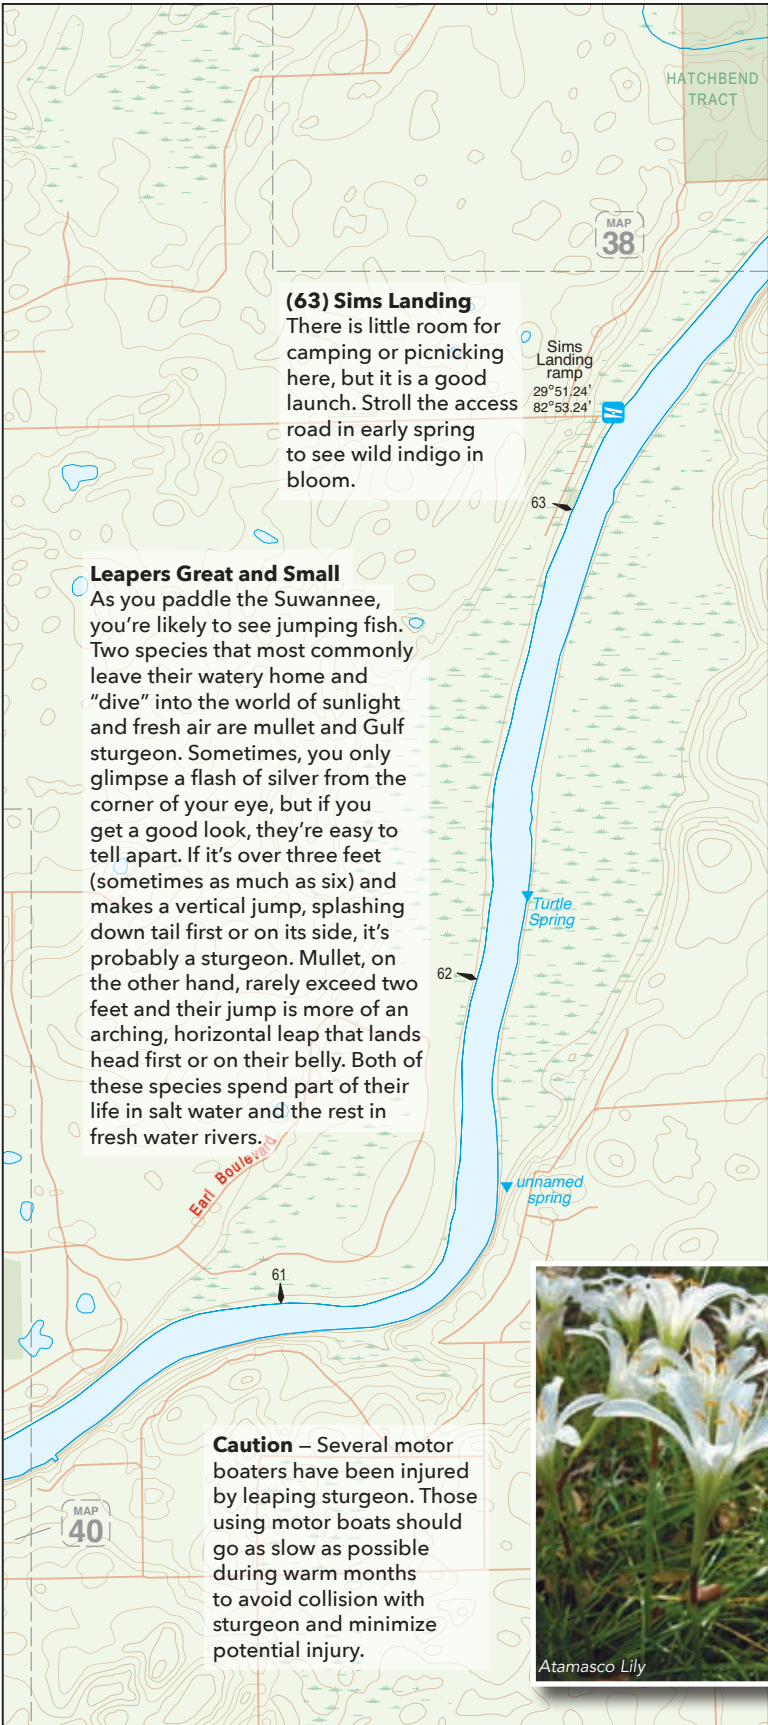 HATCHBEND
TRACT
MAP
38
(63) Sims Landing
There is little room for
camping or picnicking
here, but it is a good
launch. Stroll the access
road in early spring
to see wild indigo in
bloom.
Sims
Landing
ramp
29°51.24'
82°53.24'
63
Leapers Great and Small
As you paddle the Suwannee,
you’re likely to see jumping fish.
Two species that most commonly
leave their watery home and
“dive” into the world of sunlight
and fresh air are mullet and Gulf
sturgeon. Sometimes, you only
glimpse a flash of silver from the
corner of your eye, but if you
get a good look, they’re easy to
tell apart. If it’s over three feet
(sometimes as much as six) and
makes a vertical jump, splashing
down tail first or on its side, it’s
probably a sturgeon. Mullet, on
the other hand, rarely exceed two
feet and their jump is more of an
arching, horizontal leap that lands
head first or on their belly. Both of
these species spend part of their
life in salt water and the rest in
fresh water rivers.
Turtle
Spring
62
Earl Boulevard
unnamed
spring
61
Caution – Several motor
boaters have been injured
by leaping sturgeon. Those
using motor boats should
go as slow as possible
during warm months
to avoid collision with
sturgeon and minimize
potential injury.
MAP
40
Atamasco Lily